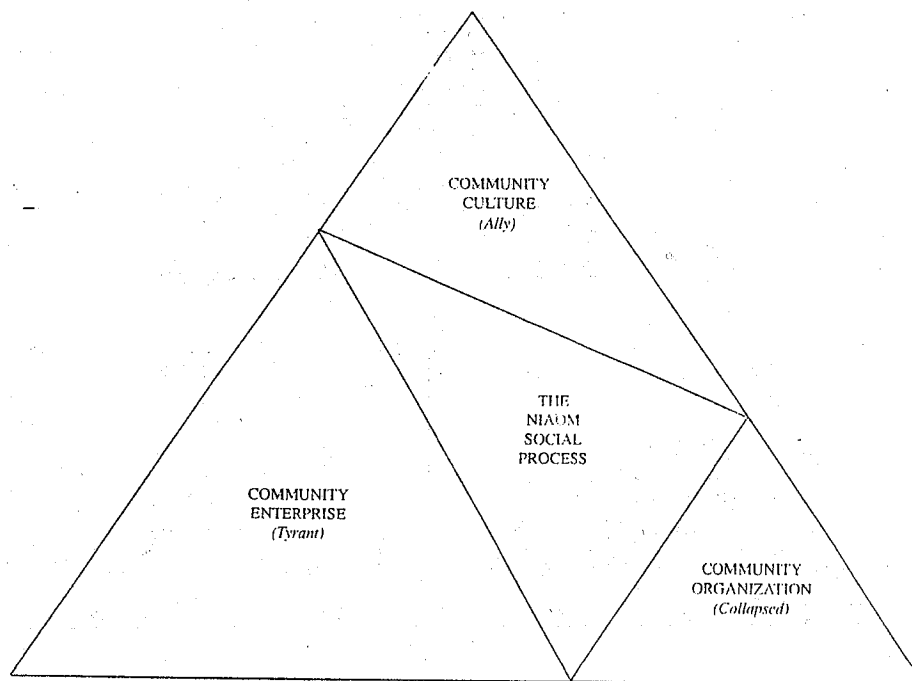 COMMUNITY
CULTURE
(Ally)
THE
NIAOM
SOCIAL
PROCESS
COMMUNITY
ENTERPRISE
(Tyrant)
COMMUNITY
ORGANIZATION
(Collapsed)